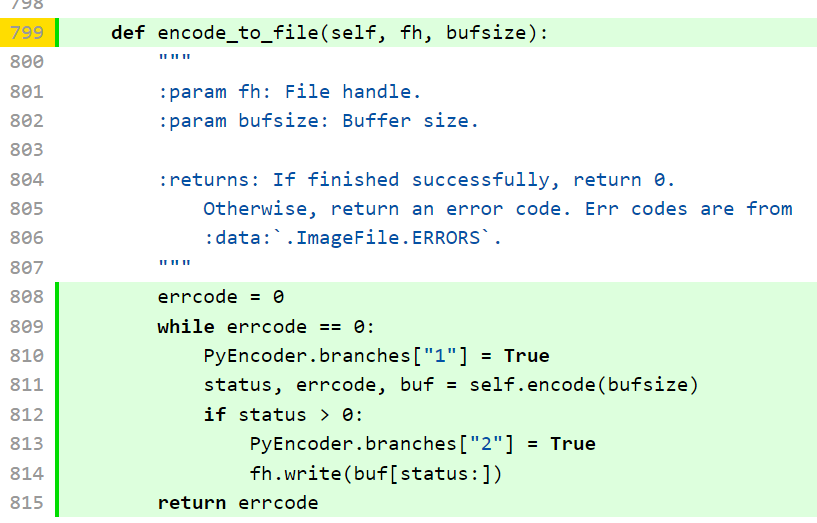 798
799 def encode_to_file(self, fh, bufsize):
800 """
801 :param fh: File handle.
802 :param bufsize: Buffer size.
803
804 :returns: If finished successfully, return 0.
805 Otherwise, return an error code. Err codes are from
806 :data:`.ImageFile.ERRORS`.
807 """
808 errcode = 0
809 while errcode == 0:
810 PyEncoder.branches["1"] = True
811 status, errcode, buf = self.encode(bufsize)
812 if status > 0:
813 PyEncoder.branches["2"] = True
814 fh.write(buf[status:])
815 return errcode